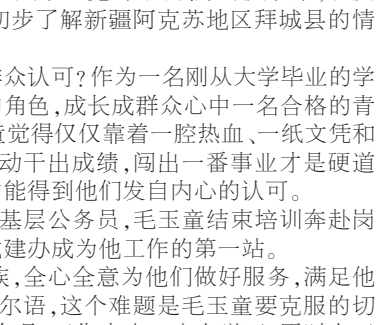 初步了解新疆阿克苏地区拜城县的情
众认可?作为一名刚从大学毕业的学
角色,成长成群众心中一名合格的青
觉得仅仅靠着一腔热血、一纸文凭和
动干出成绩,闯出一番事业才是硬道
能得到他们发自内心的认可。
基层公务员,毛玉童结束培训奔赴岗
建办成为他工作的第一站。
族,全心全意为他们做好服务,满足他
尔语,这个难题是毛玉童要克服的切